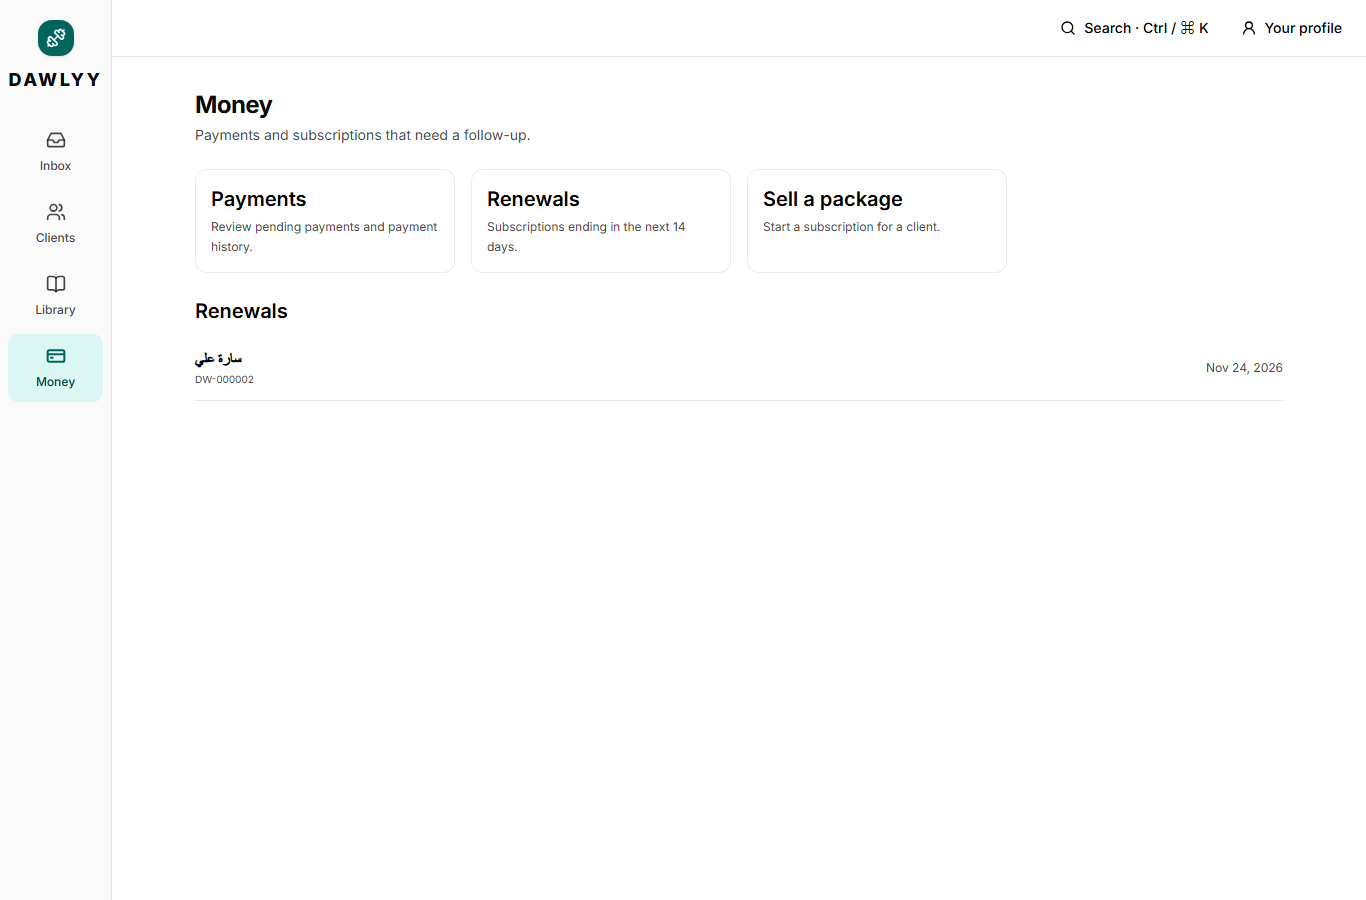 DAWLYY
Inbox
Clients
Library
Money
Search · Ctrl / ⌘ K
Your profile
Money
Payments and subscriptions that need a follow-up.
Payments
Review pending payments and payment
history.
Renewals
Subscriptions ending in the next 14
days.
Sell a package
Start a subscription for a client.
Renewals
سارة علي
DW-000002
Nov 24, 2026